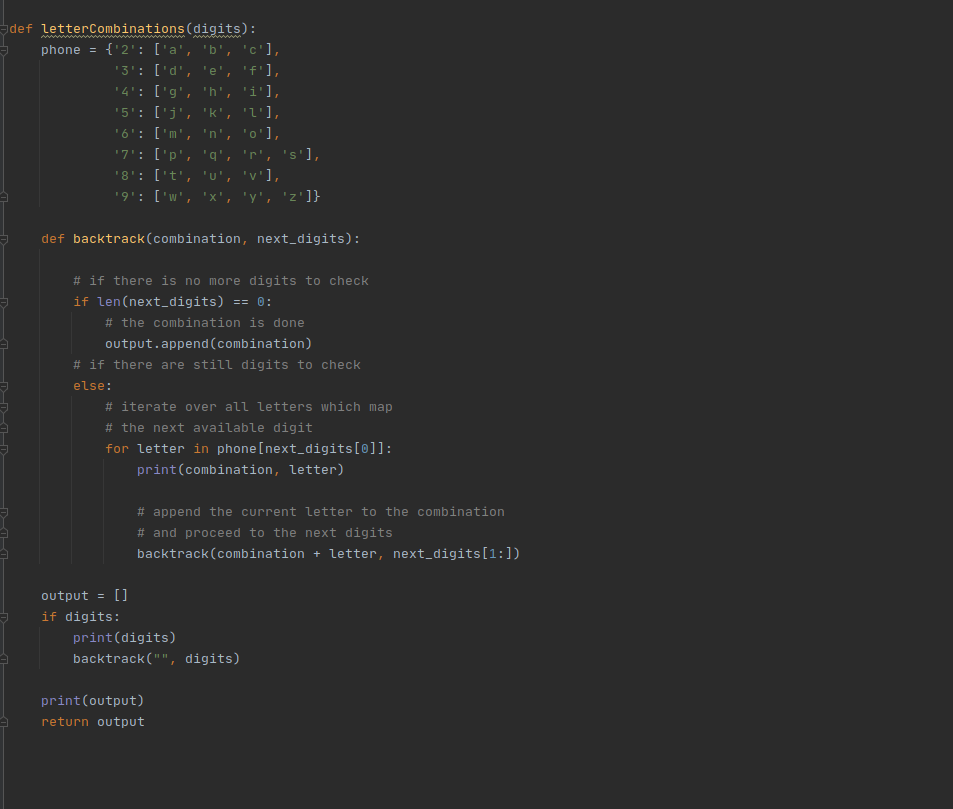 def letterCombinations(digits):
    phone = {'2': ['a', 'b', 'c'],
             '3': ['d', 'e', 'f'],
             '4': ['g', 'h', 'i'],
             '5': ['j', 'k', 'l'],
             '6': ['m', 'n', 'o'],
             '7': ['p', 'q', 'r', 's'],
             '8': ['t', 'u', 'v'],
             '9': ['w', 'x', 'y', 'z']}
    def backtrack(combination, next_digits):
        # if there is no more digits to check
        if len(next_digits) == 0:
            # the combination is done
            output.append(combination)
        # if there are still digits to check
        else:
            # iterate over all letters which map
            # the next available digit
            for letter in phone[next_digits[0]]:
                print(combination, letter)
                # append the current letter to the combination
                # and proceed to the next digits
                backtrack(combination + letter, next_digits[1:])
    output = []
    if digits:
        print(digits)
        backtrack("", digits)
    print(output)
    return output